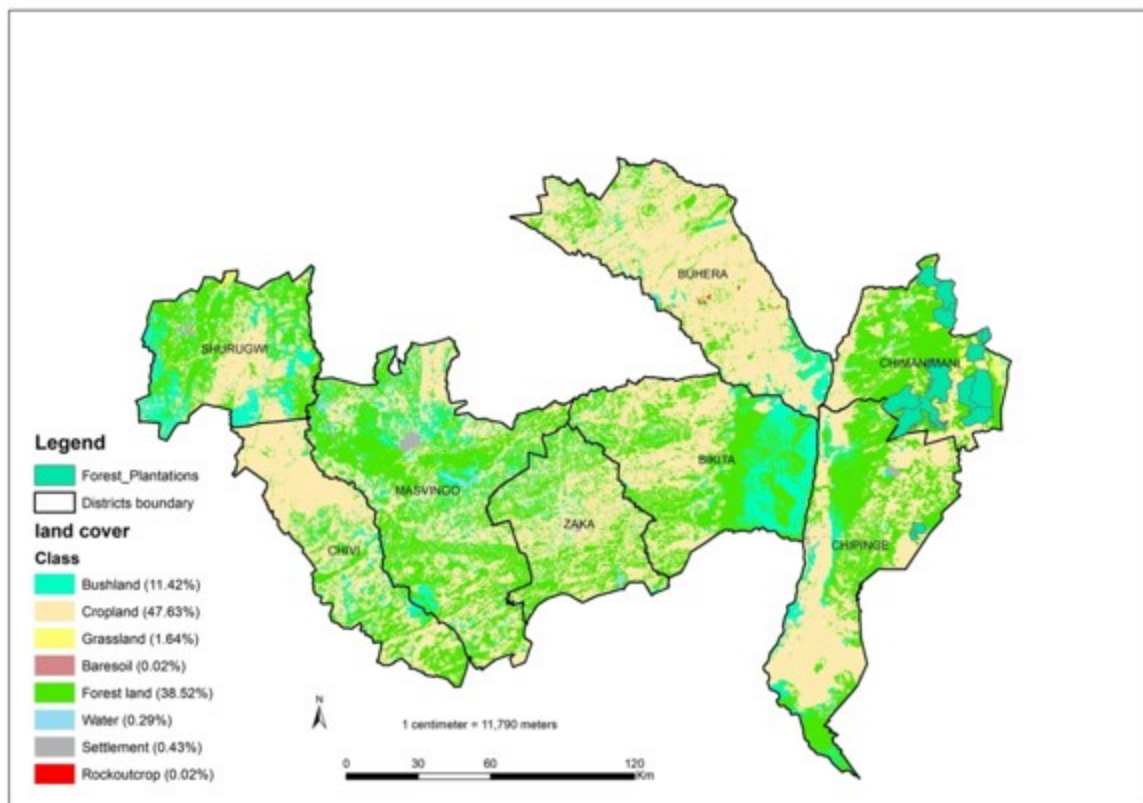 BUHERA
SHURUGWI
CHIMANIMANI
BIKITA
MASVINGO
ZAKA
CHIVI
CHIPINGE
Legend
Forest_Plantations
Districts boundary
land cover
Class
Bushland (11.42%)
Cropland (47.63%)
Grassland (1.64%)
Baresoil (0.02%)
Forest land (38.52%)
Water (0.29%)
Settlement (0.43%)
Rockoutcrop (0.02%)
N
1 centimeter = 11,790 meters
0 30 60 120
Km